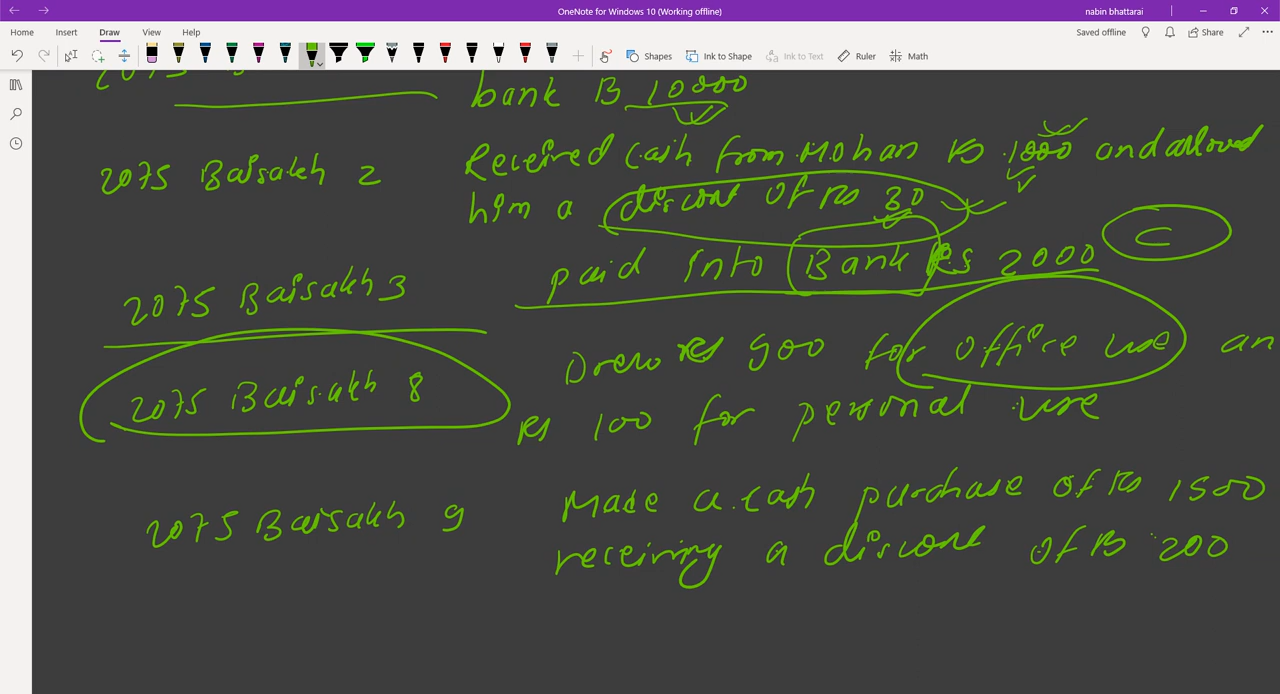 OneNote for Windows 10 (Working offline)
nabin bhattarai
Home Insert Draw View Help
Saved offline Share
Shapes Ink to Shape Ink to Text Ruler Math
2075
bank Rs 10000
2075 Baisakh 2 Received cash from Mohan Rs 1000 and allowed
him a discont of Rs 30
2075 Baisakh 3 paid into Bank Rs 2000 C
2075 Baisakh 8 Drew Rs 900 for office use an
Rs 100 for personal use
2075 Baisakh 9 Made a cash purchase of Rs 1500
receiving a discont of Rs 200